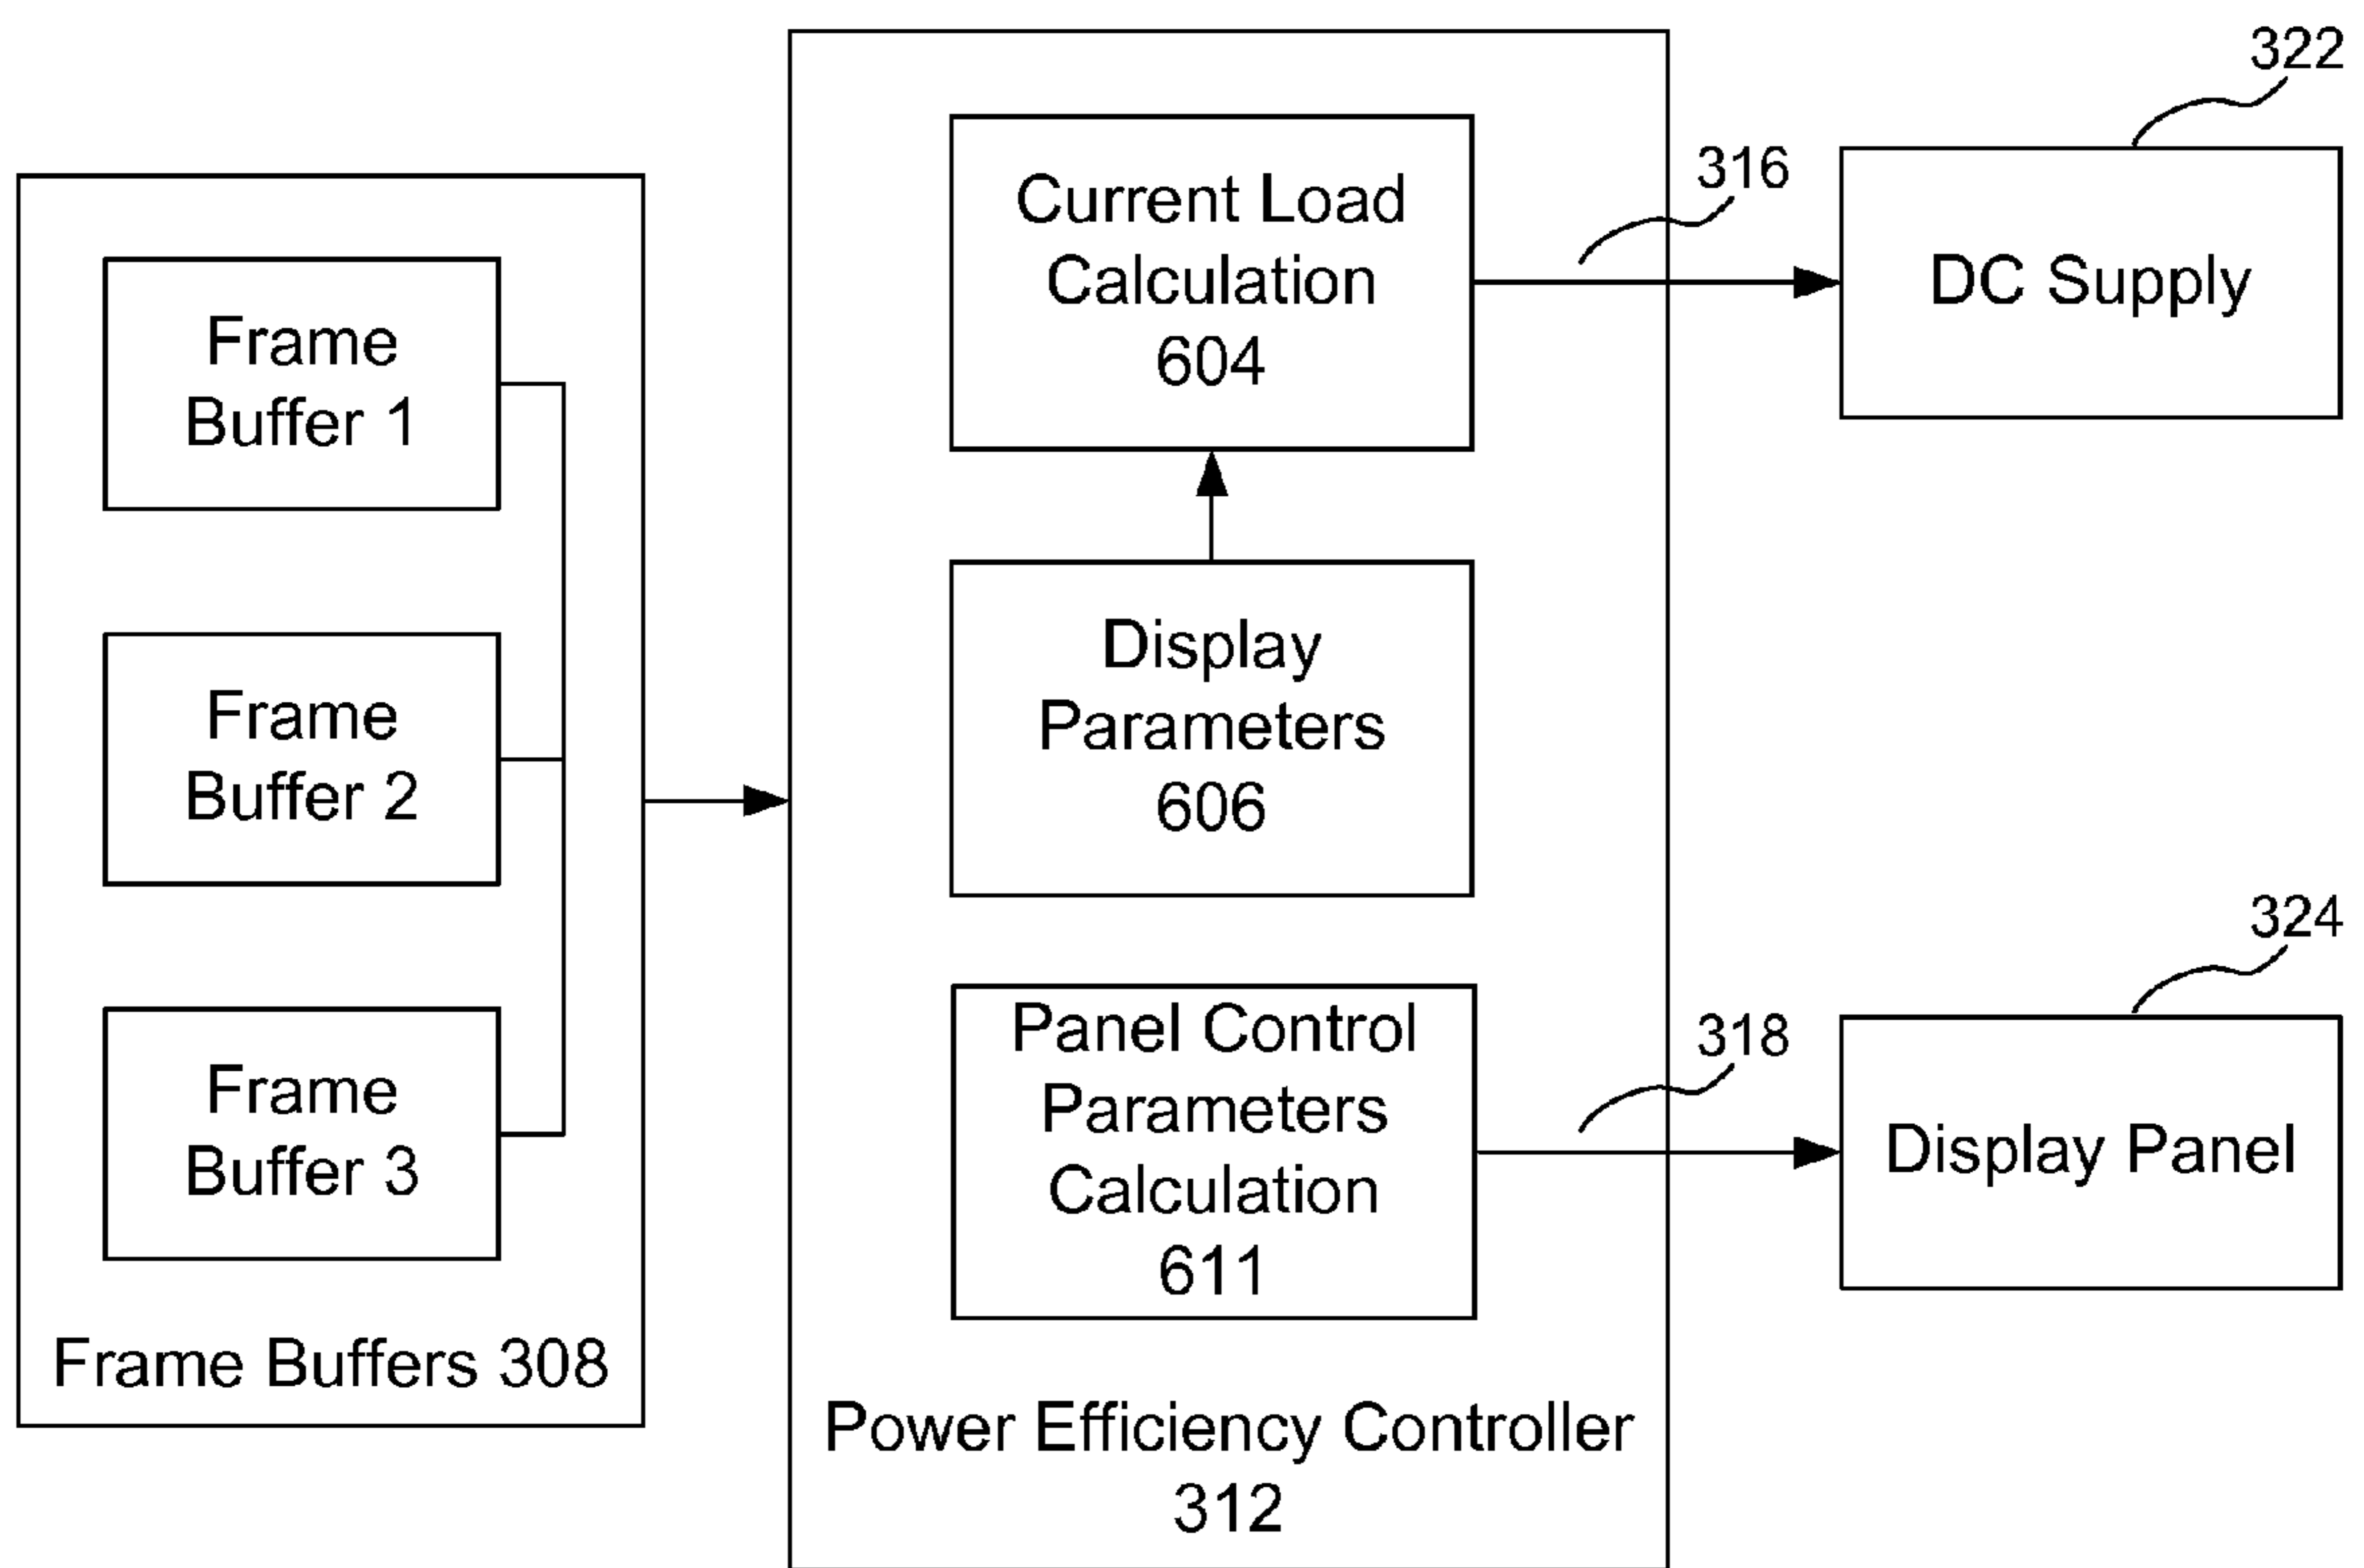 Frame
Buffer 1
Frame
Buffer 2
Frame
Buffer 3
Frame Buffers 308
Current Load
Calculation
604
Display
Parameters
606
Panel Control
Parameters
Calculation
611
Power Efficiency Controller
312
316
318
322
DC Supply
324
Display Panel